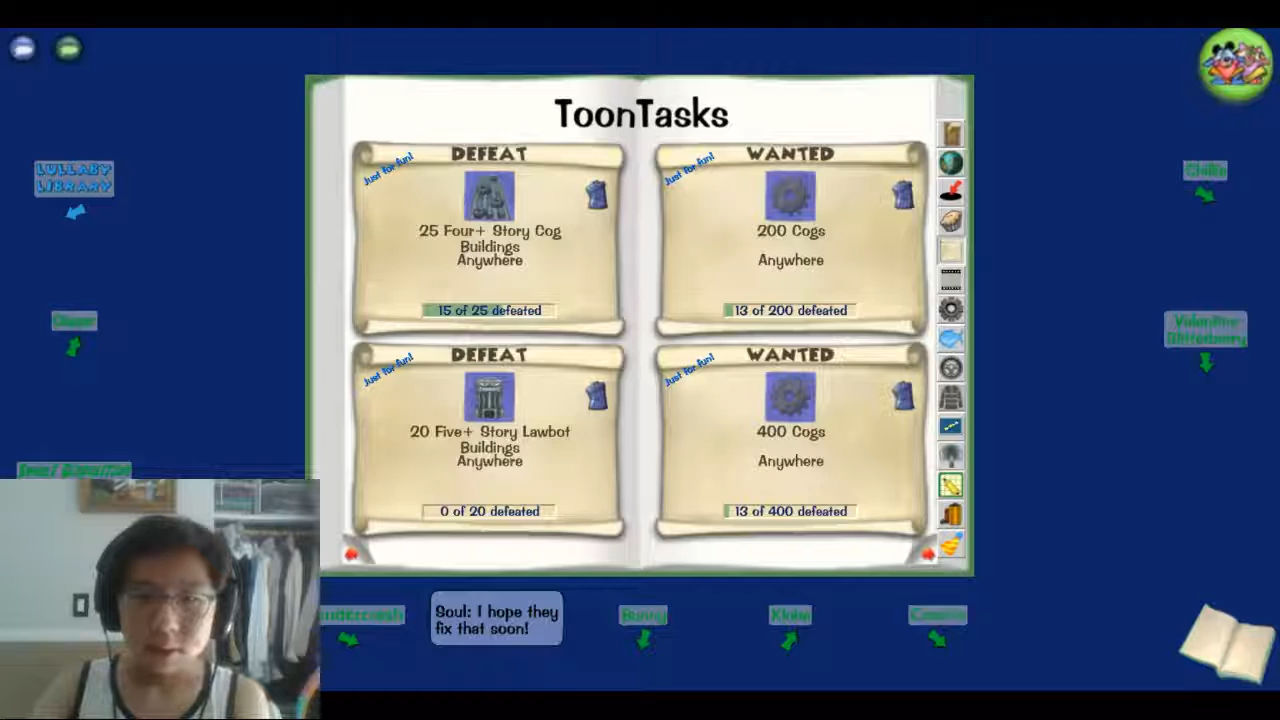 ToonTasks
Just for fun!
DEFEAT
25 Four+ Story Cog
Buildings
Anywhere
15 of 25 defeated
Just for fun!
WANTED
200 Cogs
Anywhere
13 of 200 defeated
Just for fun!
DEFEAT
20 Five+ Story Lawbot
Buildings
Anywhere
0 of 20 defeated
Just for fun!
WANTED
400 Cogs
Anywhere
13 of 400 defeated
LULLABY
LIBRARY
Valentine
Soul: I hope they
fix that soon!
Bunny